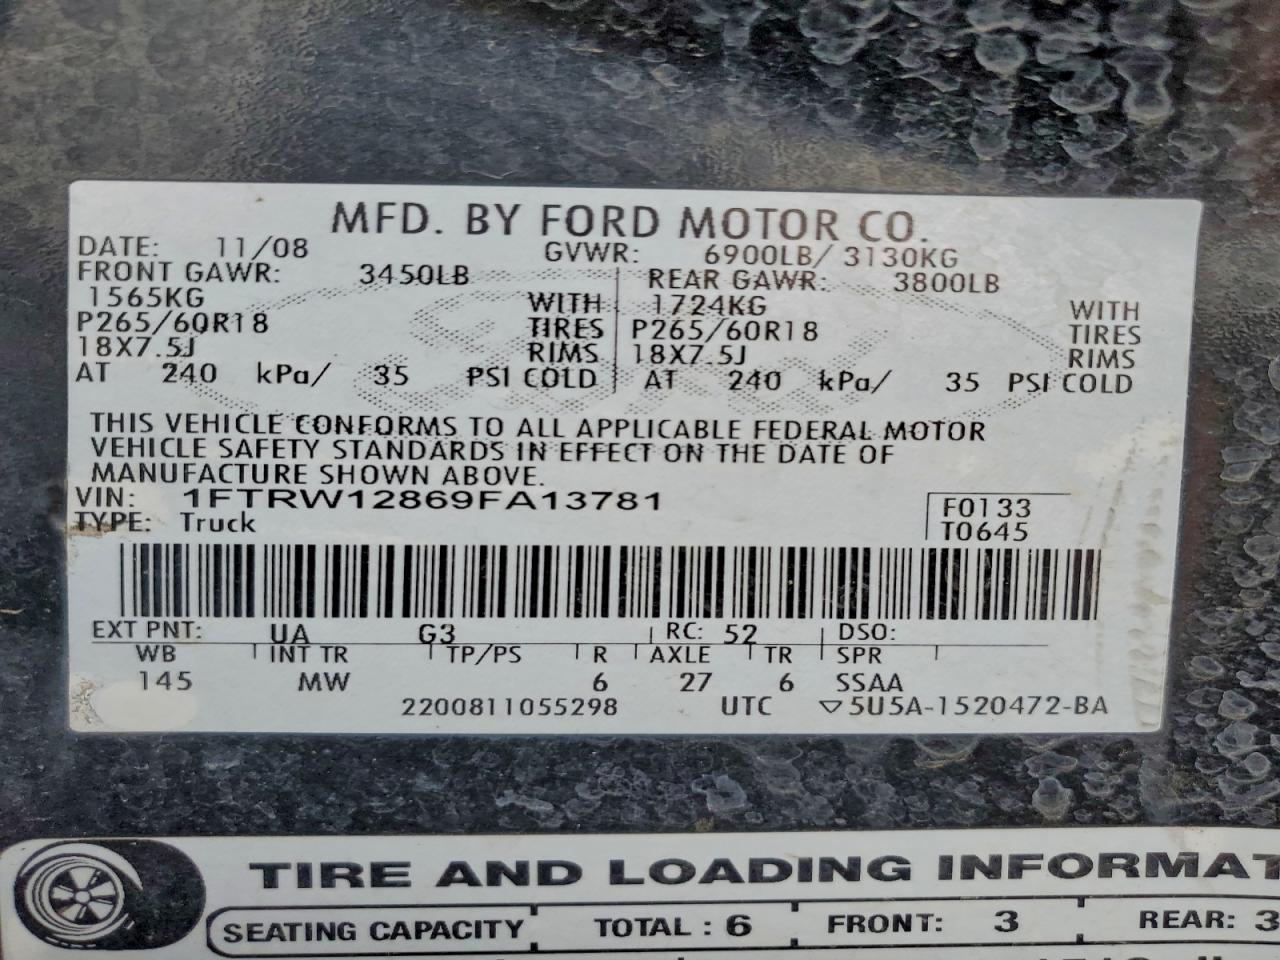 MFD. BY FORD MOTOR CO.
DATE: 11/08 GVWR: 6900LB/ 3130KG
FRONT GAWR: 3450LB REAR GAWR: 3800LB
1565KG WITH 1724KG WITH
P265/60R18 TIRES P265/60R18 TIRES
18X7.5J RIMS 18X7.5J RIMS
AT 240 kPa/ 35 PSI COLD AT 240 kPa/ 35 PSI COLD
THIS VEHICLE CONFORMS TO ALL APPLICABLE FEDERAL MOTOR
VEHICLE SAFETY STANDARDS IN EFFECT ON THE DATE OF
MANUFACTURE SHOWN ABOVE.
VIN: 1FTRW12869FA13781 F0133
TYPE: Truck T0645
EXT PNT: UA G3 RC: 52 DSO:
WB INT TR TP/PS R AXLE TR SPR
145 MW 6 27 6 SSAA
2200811055298 UTC ▽5U5A-1520472-BA
TIRE AND LOADING INFORMAT
SEATING CAPACITY TOTAL : 6 FRONT: 3 REAR: 3